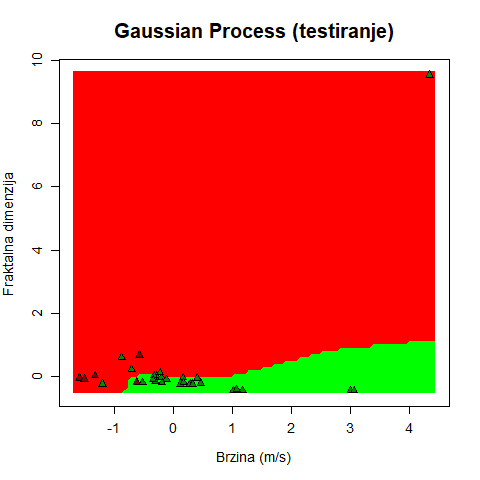 Gaussian Process (testiranje)
Fraktalna dimenzija
10
8
6
4
2
0
-1 0 1 2 3 4
Brzina (m/s)